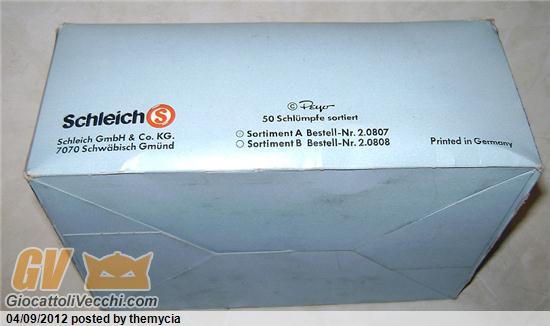 Schleich S
Schleich GmbH & Co. KG.
7070 Schwäbisch Gmünd
© Peyo
50 Schlümpfe sortiert
Sortiment A Bestell-Nr. 2.0807
Sortiment B Bestell-Nr. 2.0808
Printed in Germany
GV
GiocattoliVecchi.com
04/09/2012 posted by themycia